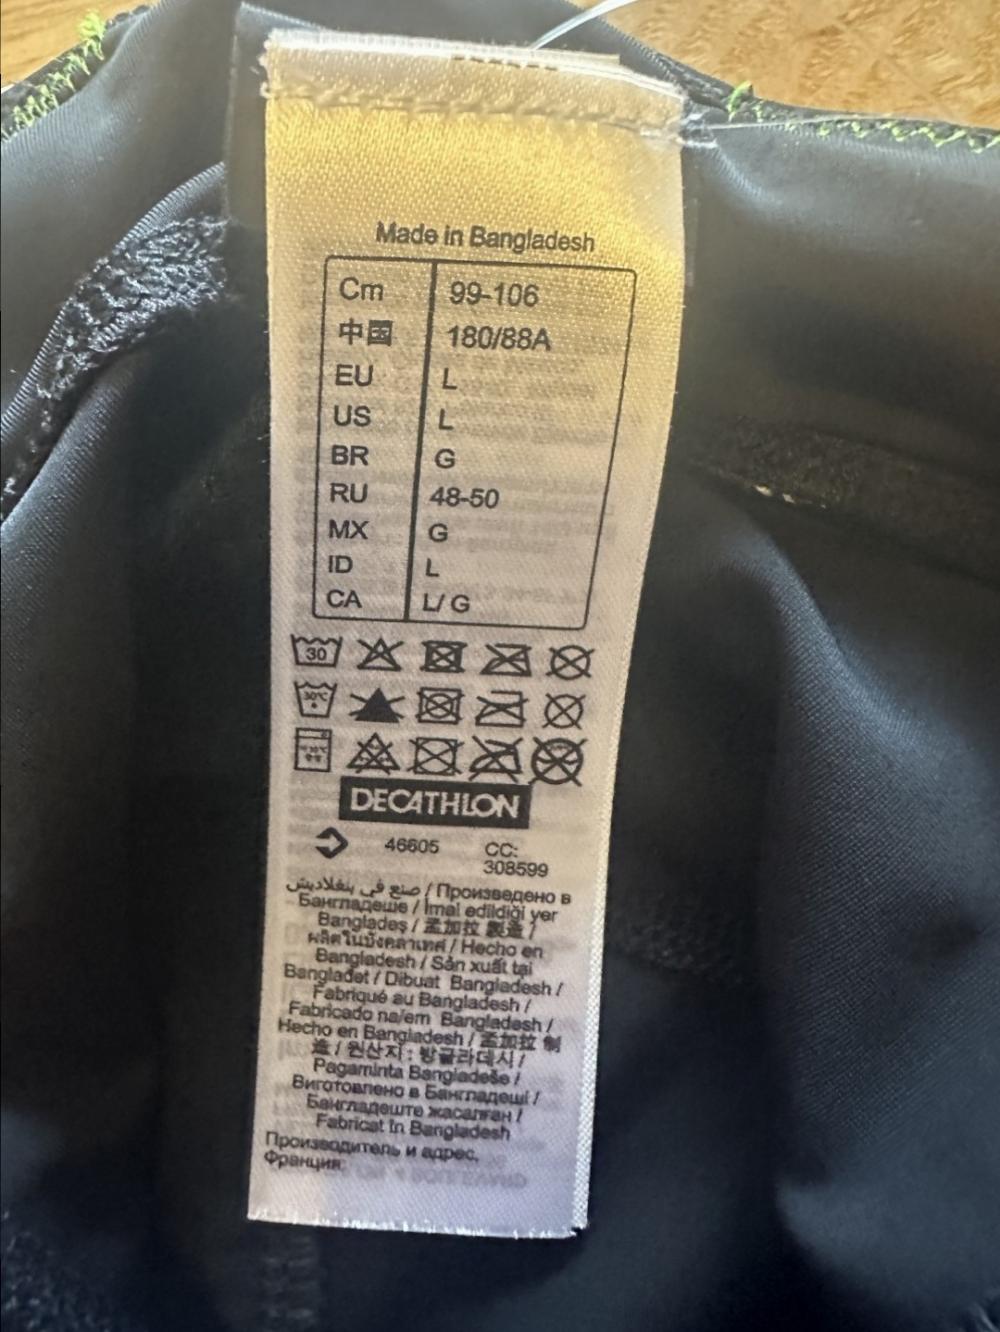 Made in Bangladesh
Cm 99-106
中国 180/88A
EU L
US L
BR G
RU 48-50
MX G
ID L
CA L/G
30
30℃
DECATHLON
46605 CC:
308599
صنع في بنغلاديش / Произведено в
Бангладеше / İmal edildiği yer
Bangladeş / 孟加拉 製造 /
ผลิตในบังคลาเทศ / Hecho en
Bangladesh / Sản xuất tại
Bangladet / Dibuat Bangladesh /
Fabriqué au Bangladesh /
Fabricado na/em Bangladesh /
Hecho en Bangladesh / 孟加拉 制
造 / 원산지 : 방글라데시 /
Pagaminta Bangladeše /
Виготовлено в Бангладеші /
Бангладеште жасалған /
Fabricat în Bangladesh
Производитель и адрес,
Франция: